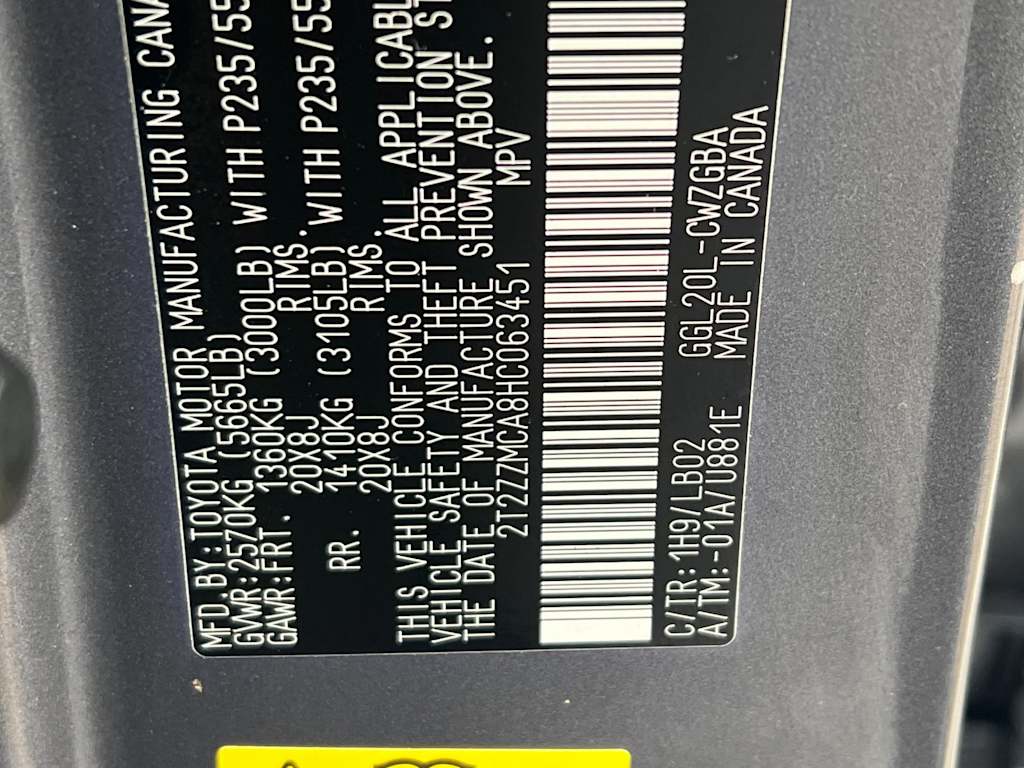 MFD.BY:TOYOTA MOTOR MANUFACTURING CANA
GVWR:2570KG (5665LB)
GAWR:FRT. 1360KG (3000LB) WITH P235/55
20X8J RIMS.
RR. 1410KG (3105LB) WITH P235/55
20X8J RIMS.
THIS VEHICLE CONFORMS TO ALL APPLICABL
VEHICLE SAFETY AND THEFT PREVENTION ST
THE DATE OF MANUFACTURE SHOWN ABOVE.
2T2ZZMCA8HC063451 MPV
C/TR:1H9/LB02 GGL20L-CWZGBA
A/TM:-01A/U881E MADE IN CANADA